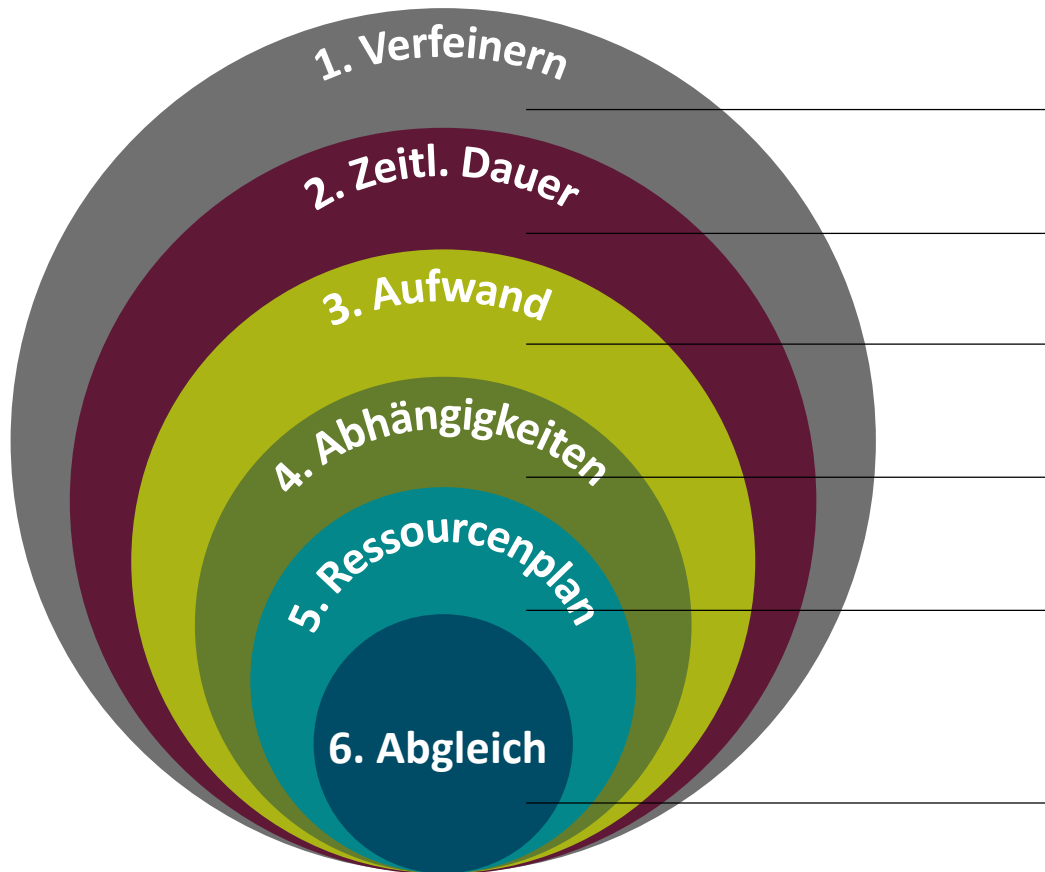 1. Verfeinern
2. Zeitl. Dauer
3. Aufwand
4. Abhängigkeiten
5. Ressourcenplan
6. Abgleich